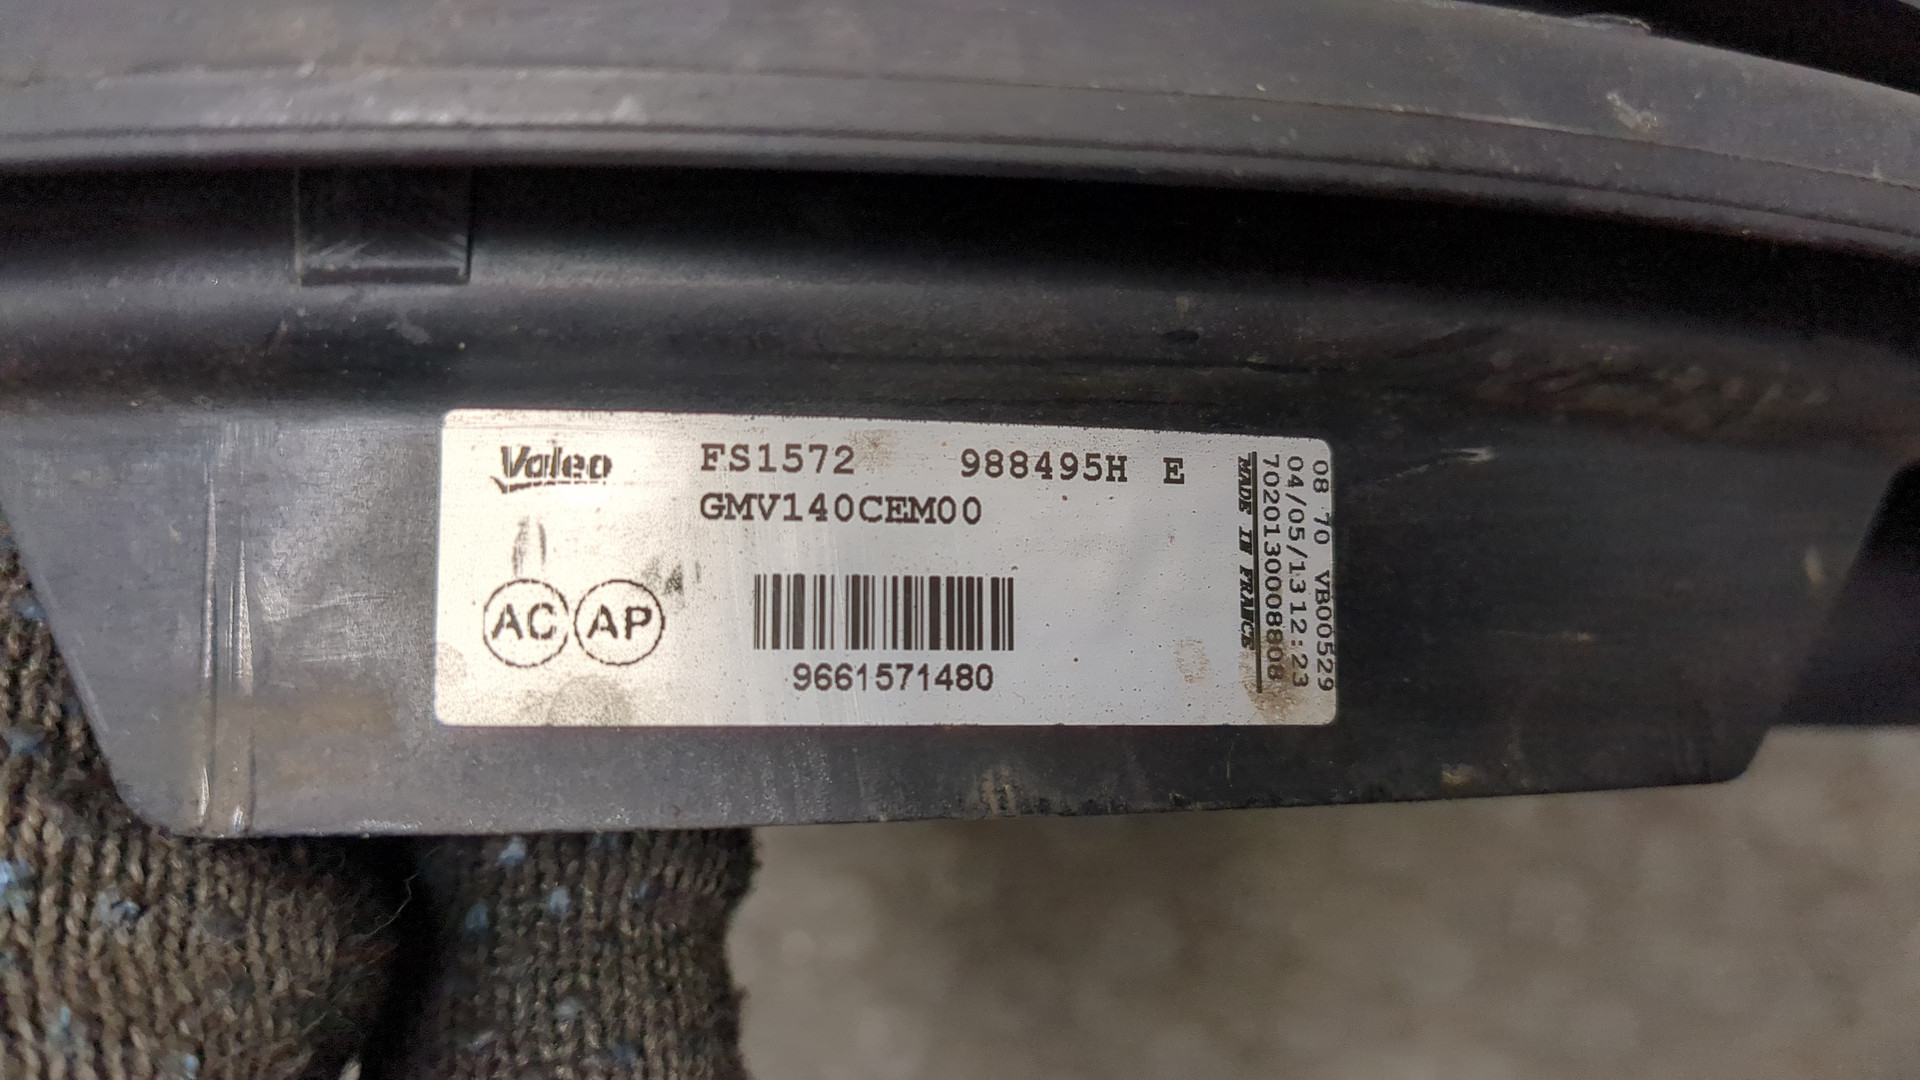 Valeo
FS1572 988495H E
GMV140CEM00
AC AP
9661571480
08 70 VB00529
04/05/13 12:23
7020130008808
MADE IN FRANCE